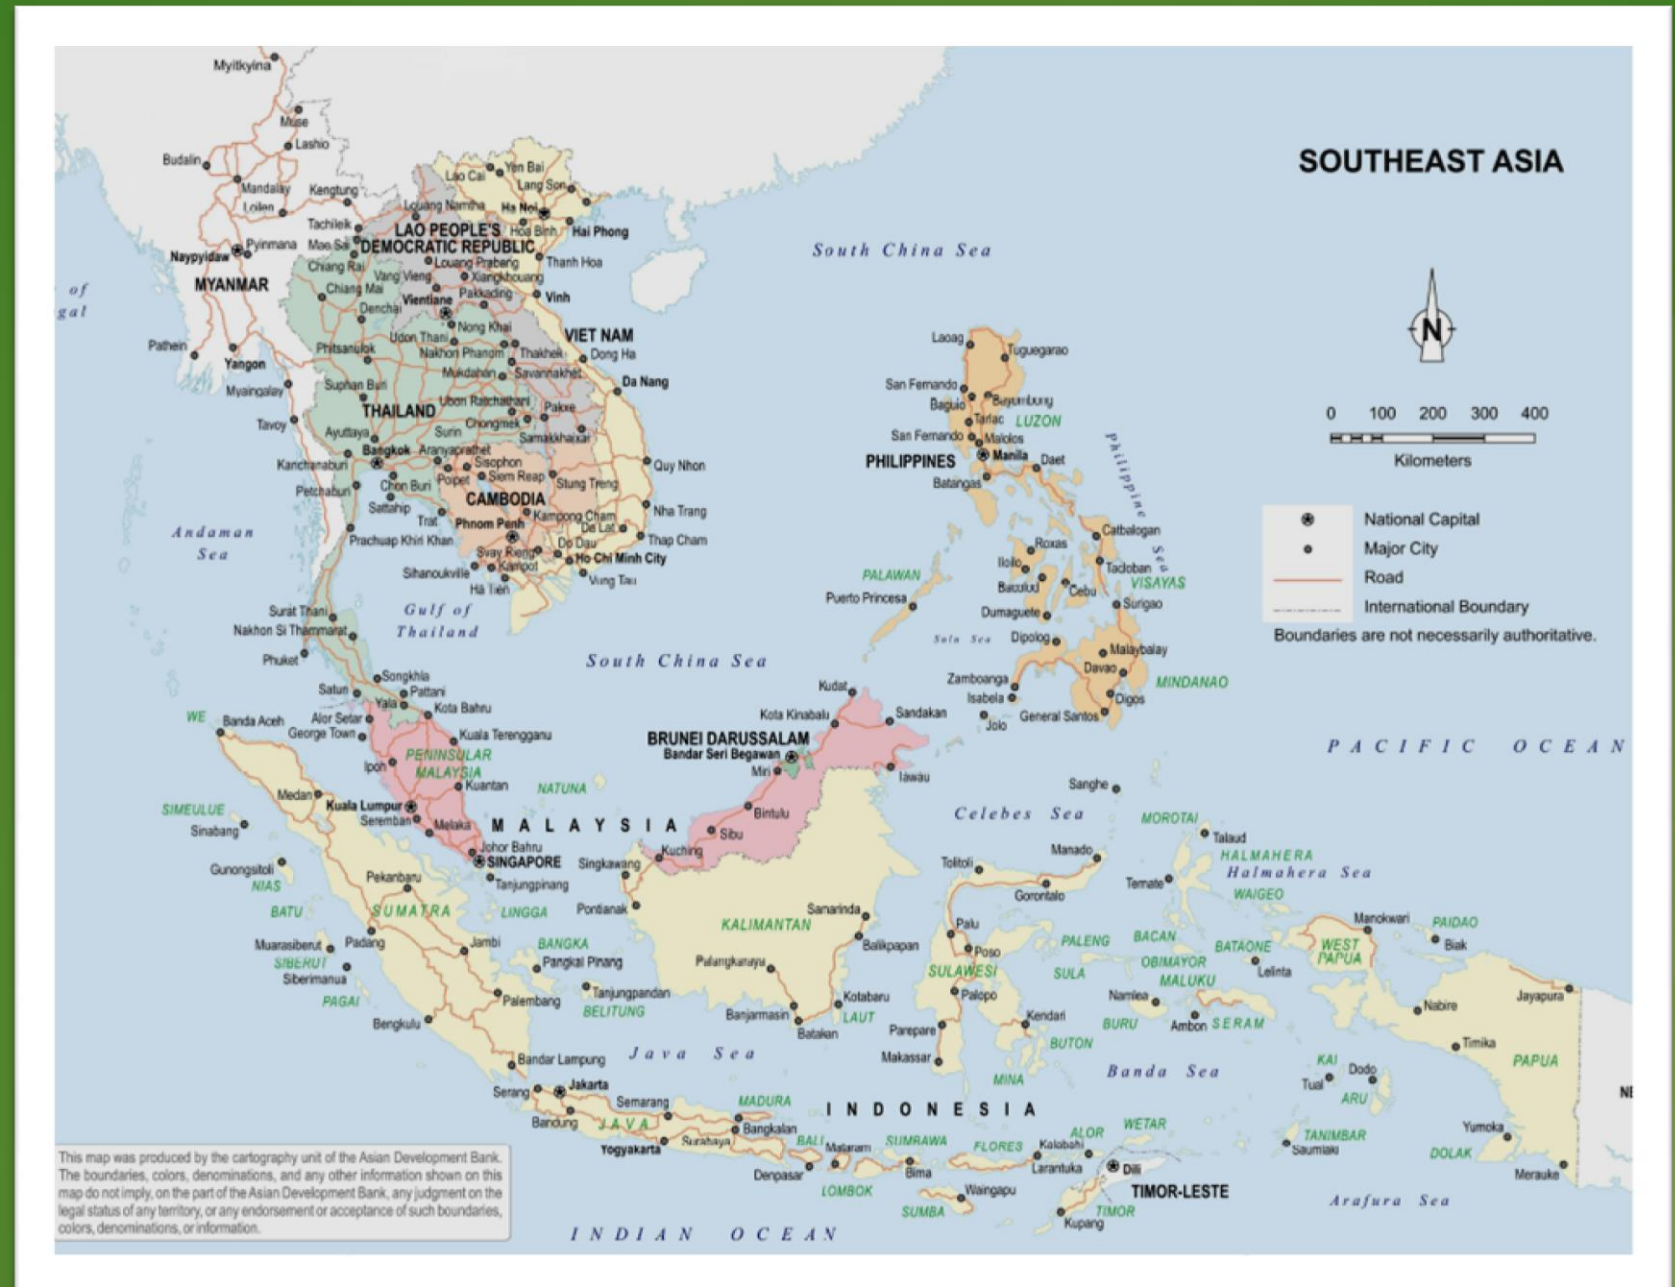 SOUTHEAST ASIA
Myitkyina
Muse
Lashio
Budalin
Mandalay
Kengtung
Loilen
Tachileik
Pyinmana
Mae Sai
Naypyidaw
MYANMAR
Pathein
Yangon
Myaingalay
Tavoy
of
gal
Lao Cai
Yen Bai
Lang Son
Louang Namtha
Ha Noi
Hoa Binh
Hai Phong
LAO PEOPLE'S
DEMOCRATIC REPUBLIC
Thanh Hoa
Chiang Rai
Louang Prabang
Vang Vieng
Xiangkhouang
Chiang Mai
Vientiane
Pakkading
Vinh
Denchai
Nong Khai
Udon Thani
VIET NAM
Phitsanulok
Nakhon Phanom
Thakhek
Dong Ha
Mukdahan
Savannakhet
Suphan Buri
Da Nang
THAILAND
Ubon Ratchathani
Pakxe
Chongmek
Ayuttaya
Surin
Samakkhaixai
Bangkok
Aranyaprathet
Kanchanaburi
Sisophon
Quy Nhon
Chon Buri
Poipet
Siem Reap
Stung Treng
Petchaburi
CAMBODIA
Sattahip
Trat
Kampong Cham
Nha Trang
Phnom Penh
Da Lat
Prachuap Khiri Khan
Thap Cham
Svay Rieng
Ho Chi Minh City
Sihanoukville
Kampot
Vung Tau
Ha Tien
Andaman
Sea
Gulf of
Thailand
Surat Thani
Nakhon Si Thammarat
Phuket
Songkhla
Satun
Pattani
Yala
South China Sea
South China Sea
Laoag
Tuguegarao
San Fernando
Baguio
Bayombong
Tarlac
LUZON
San Fernando
Malolos
PHILIPPINES
Manila
Daet
Batangas
Philippine
Sea
Catbalogan
Roxas
Iloilo
Tacloban
PALAWAN
Bacolod
Cebu
VISAYAS
Puerto Princesa
Dumaguete
Surigao
Sulu Sea
Dipolog
Malaybalay
Davao
Zamboanga
MINDANAO
Isabela
Digos
Jolo
General Santos
N
0 100 200 300 400
Kilometers
National Capital
Major City
Road
International Boundary
Boundaries are not necessarily authoritative.
PACIFIC OCEAN
WE
Banda Aceh
Alor Setar
Kota Bahru
George Town
Kuala Terengganu
PENINSULAR
MALAYSIA
Ipoh
Kuantan
Medan
Kuala Lumpur
SIMEULUE
Seremban
Melaka
Sinabang
MALAYSIA
Johor Bahru
SINGAPORE
Gunongsitoli
Tanjungpinang
NIAS
Pekanbaru
BATU
SUMATRA
LINGGA
Muarasiberut
Padang
Jambi
BANGKA
SIBERUT
Pangkal Pinang
Siberimanua
PAGAI
Palembang
Tanjungpandan
BELITUNG
Bengkulu
Bandar Lampung
NATUNA
Kudat
Kota Kinabalu
Sandakan
BRUNEI DARUSSALAM
Bandar Seri Begawan
Miri
Tawau
Bintulu
Sibu
Kuching
Singkawang
Pontianak
KALIMANTAN
Samarinda
Balikpapan
Palangkaraya
Kotabaru
Banjarmasin
LAUT
Batakan
Celebes Sea
Sanghe
MOROTAI
Talaud
Manado
HALMAHERA
Tolitoli
Halmahera Sea
Gorontalo
Ternate
WAIGEO
Palu
Manokwari
PAIDAO
Poso
PALENG
BACAN
BATAONE
WEST
PAPUA
Biak
SULAWESI
SULA
OBIMAYOR
Lelinta
MALUKU
Palopo
Namlea
Jayapura
Nabire
Kendari
BURU
Ambon
SERAM
Parepare
BUTON
Timika
Makassar
KAI
Dodo
PAPUA
MINA
Banda Sea
Tual
ARU
NE
Java Sea
Serang
Jakarta
Semarang
MADURA
INDONESIA
Bandung
JAVA
Bangkalan
Surabaya
Yogyakarta
BALI
Mataram
SUMBAWA
FLORES
Kalabahi
ALOR
WETAR
Denpasar
Bima
Larantuka
Dili
LOMBOK
Waingapu
TIMOR-LESTE
SUMBA
TIMOR
Kupang
TANIMBAR
Saumlaki
Yumoka
DOLAK
Merauke
Arafura Sea
INDIAN OCEAN
This map was produced by the cartography unit of the Asian Development Bank.
The boundaries, colors, denominations, and any other information shown on this
map do not imply, on the part of the Asian Development Bank, any judgment on the
legal status of any territory, or any endorsement or acceptance of such boundaries,
colors, denominations, or information.